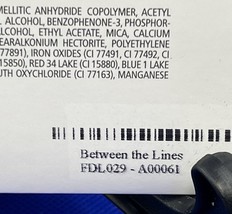 MELLITIC ANHYDRIDE COPOLYMER, ACETYL
ALCOHOL, BENZOPHENONE-3, PHOSPHOR-
ALCOHOL, ETHYL ACETATE, MICA, CALCIUM
EARALKONIUM HECTORITE, POLYETHYLENE
77891), IRON OXIDES (CI 77491, CI 77492, CI
15850), RED 34 LAKE (CI 15880), BLUE 1 LAKE
UTH OXYCHLORIDE (CI 77163), MANGANESE
Between the Lines
FDL029 - A00061